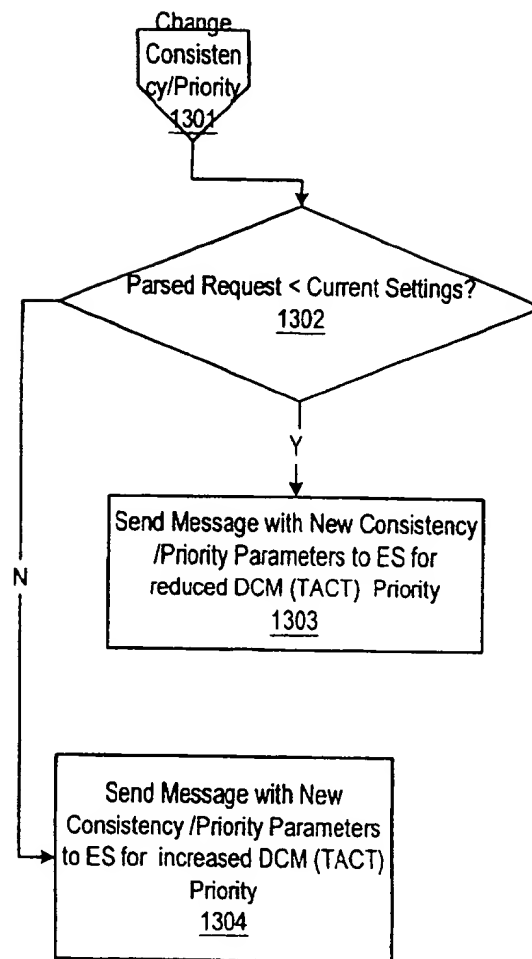 Change
Consisten
cy/Priority
1301
Parsed Request < Current Settings?
1302
Y
Send Message with New Consistency
/Priority Parameters to ES for
reduced DCM (TACT) Priority
1303
N
Send Message with New
Consistency /Priority Parameters
to ES for increased DCM (TACT)
Priority
1304